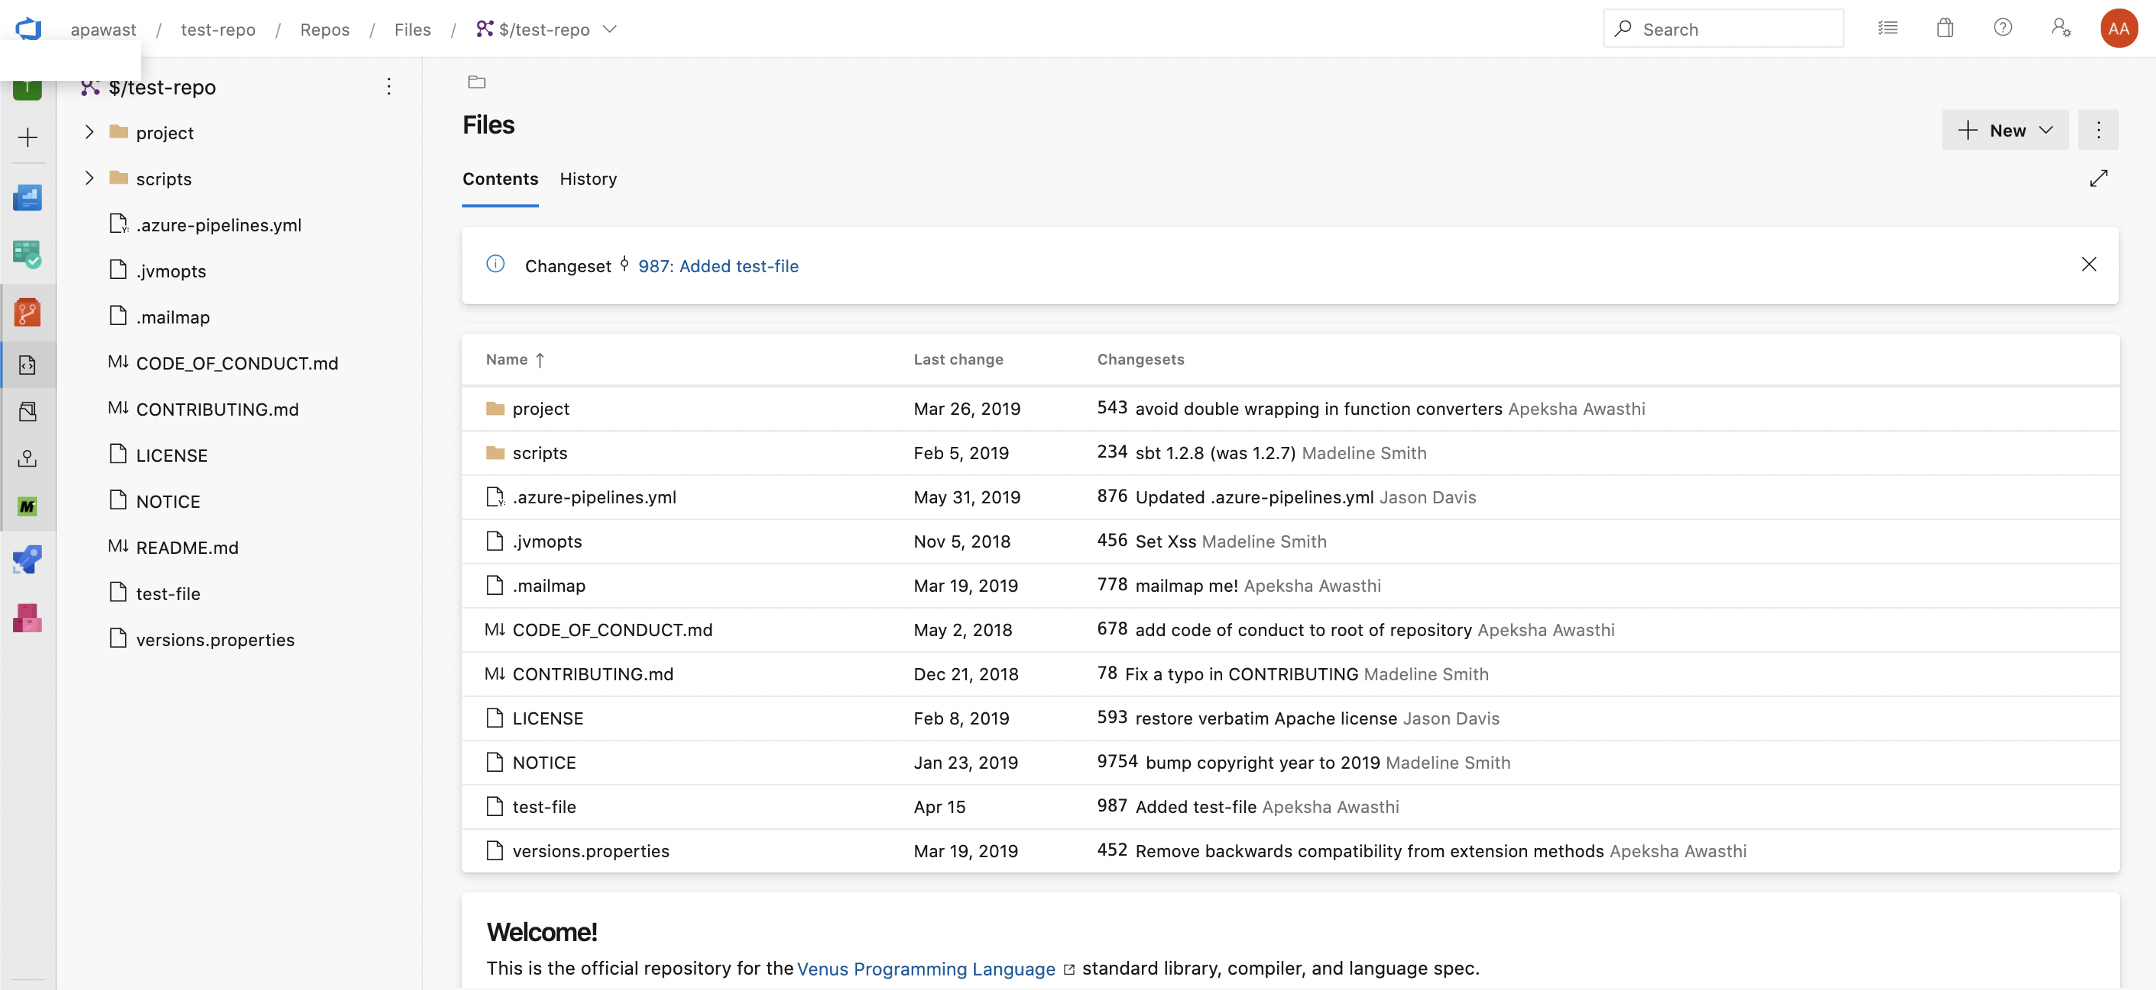 apawast / test-repo / Repos / Files / $/test-repo
Search
AA
$/test-repo
project
scripts
.azure-pipelines.yml
.jvmopts
.mailmap
M↓ CODE_OF_CONDUCT.md
M↓ CONTRIBUTING.md
LICENSE
NOTICE
M↓ README.md
test-file
versions.properties
Files
New
Contents History
Changeset 987: Added test-file
Name ↑ Last change Changesets
project Mar 26, 2019 543 avoid double wrapping in function converters Apeksha Awasthi
scripts Feb 5, 2019 234 sbt 1.2.8 (was 1.2.7) Madeline Smith
.azure-pipelines.yml May 31, 2019 876 Updated .azure-pipelines.yml Jason Davis
.jvmopts Nov 5, 2018 456 Set Xss Madeline Smith
.mailmap Mar 19, 2019 778 mailmap me! Apeksha Awasthi
M↓ CODE_OF_CONDUCT.md May 2, 2018 678 add code of conduct to root of repository Apeksha Awasthi
M↓ CONTRIBUTING.md Dec 21, 2018 78 Fix a typo in CONTRIBUTING Madeline Smith
LICENSE Feb 8, 2019 593 restore verbatim Apache license Jason Davis
NOTICE Jan 23, 2019 9754 bump copyright year to 2019 Madeline Smith
test-file Apr 15 987 Added test-file Apeksha Awasthi
versions.properties Mar 19, 2019 452 Remove backwards compatibility from extension methods Apeksha Awasthi
Welcome!
This is the official repository for the Venus Programming Language standard library, compiler, and language spec.